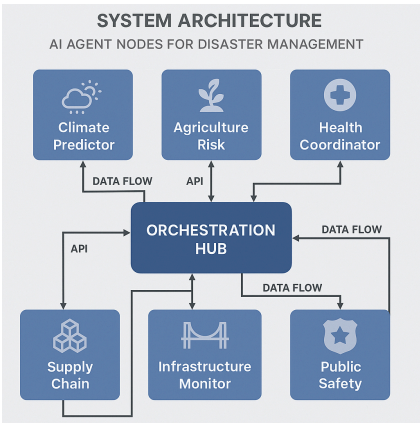 SYSTEM ARCHITECTURE
AI AGENT NODES FOR DISASTER MANAGEMENT
Climate
Predictor
Agriculture
Risk
Health
Coordinator
DATA FLOW
API
ORCHESTRATION
HUB
DATA FLOW
API
DATA FLOW
Supply
Chain
Infrastructure
Monitor
Public
Safety